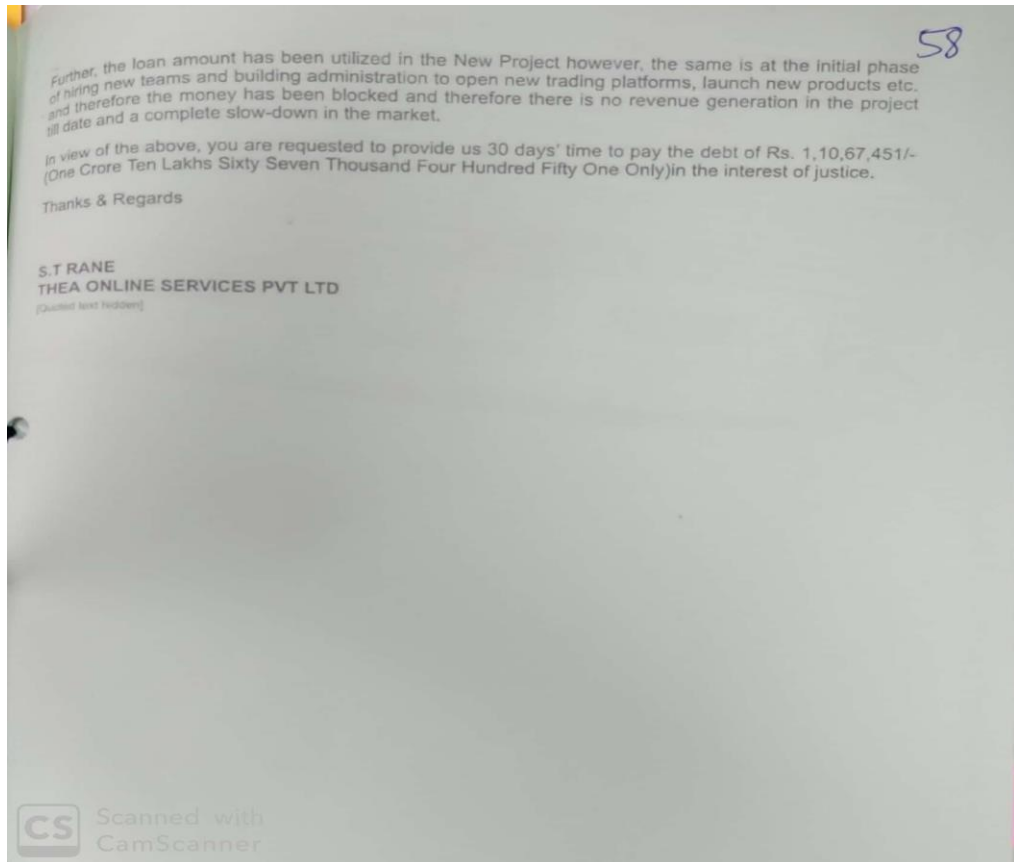 58
Further, the loan amount has been utilized in the New Project however, the same is at the initial phase
of hiring new teams and building administration to open new trading platforms, launch new products etc.
and therefore the money has been blocked and therefore there is no revenue generation in the project
till date and a complete slow-down in the market.
In view of the above, you are requested to provide us 30 days' time to pay the debt of Rs. 1,10,67,451/-
(One Crore Ten Lakhs Sixty Seven Thousand Four Hundred Fifty One Only)in the interest of justice.
Thanks & Regards
S.T RANE
THEA ONLINE SERVICES PVT LTD
[Quoted text hidden]
CS Scanned with
CamScanner